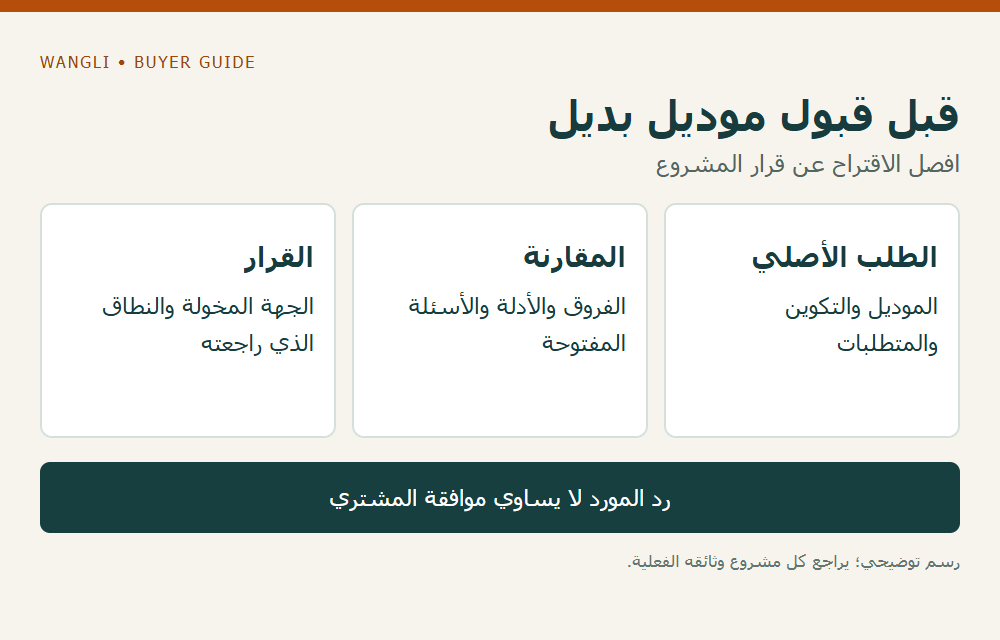 WANGLI • BUYER GUIDE
قبل قبول موديل بديل
افصل الاقتراح عن قرار المشروع
الطلب الأصلي
الموديل والتكوين
والمتطلبات
المقارنة
الفروق والأدلة والأسئلة
المفتوحة
القرار
الجهة المخولة والنطاق
الذي راجعته
رد المورد لا يساوي موافقة المشتري
رسم توضيحي؛ يراجع كل مشروع وثائقه الفعلية.